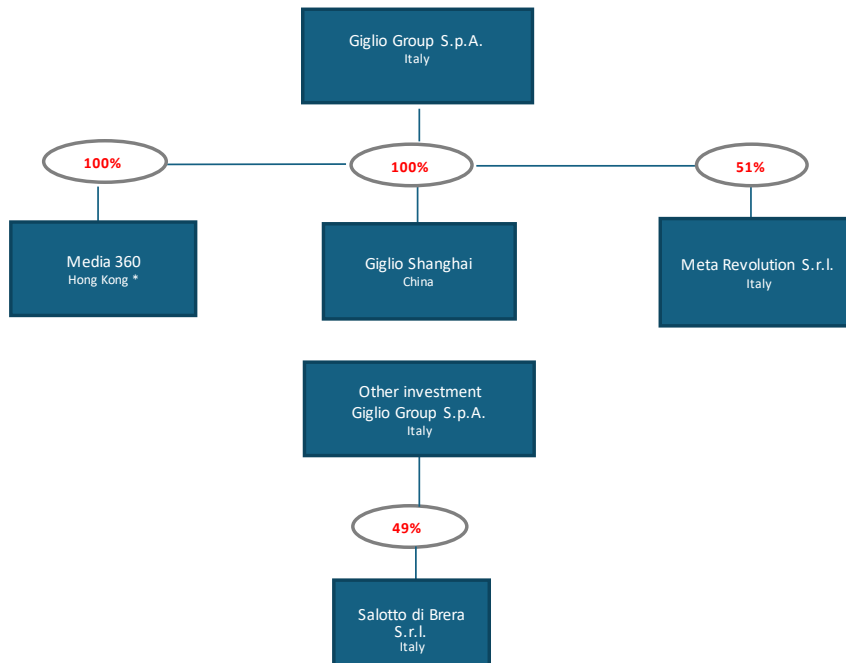 Giglio Group S.p.A.
Italy
100%
100%
51%
Media 360
Hong Kong *
Giglio Shanghai
China
Meta Revolution S.r.l.
Italy
Other investment
Giglio Group S.p.A.
Italy
49%
Salotto di Brera
S.r.l.
Italy